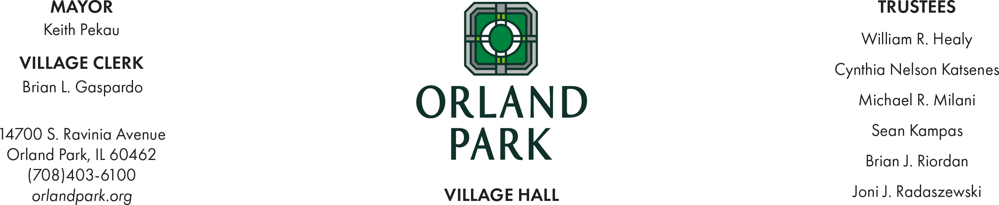 MAYOR
Keith Pekau
VILLAGE CLERK
Brian L. Gaspardo
14700 S. Ravinia Avenue
Orland Park, IL 60462
(708)403-6100
orlandpark.org
ORLAND
PARK
VILLAGE HALL
TRUSTEES
William R. Healy
Cynthia Nelson Katsenes
Michael R. Milani
Sean Kampas
Brian J. Riordan
Joni J. Radaszewski